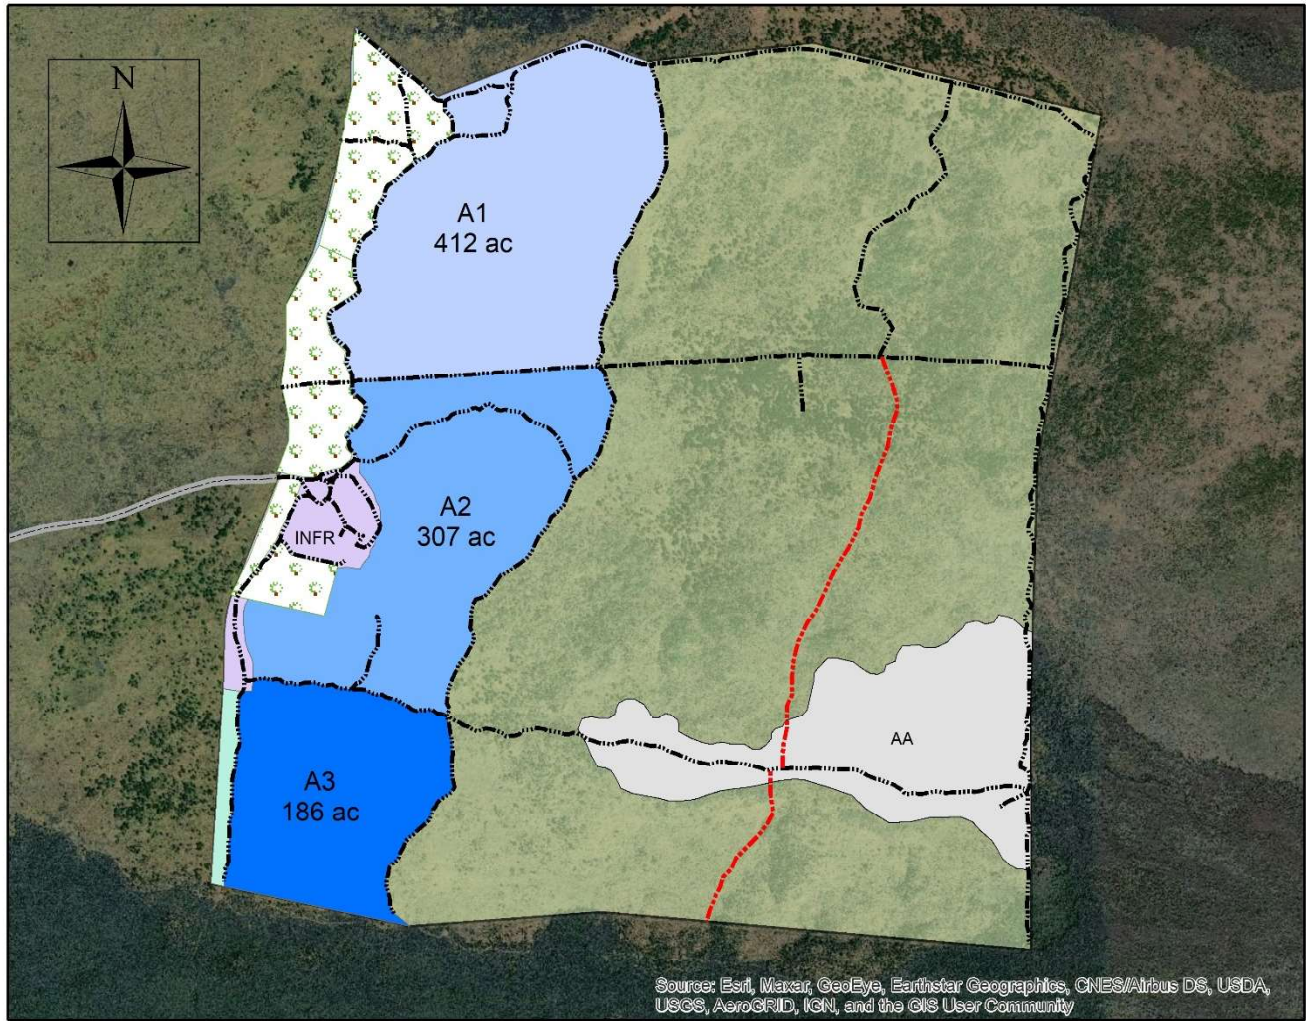 N
A1
412 ac
A2
307 ac
INFR
AA
A3
186 ac
Source: Esri, Maxar, GeoEye, Earthstar Geographics, CNES/Airbus DS, USDA,
USGS, AeroGRID, IGN, and the GIS User Community